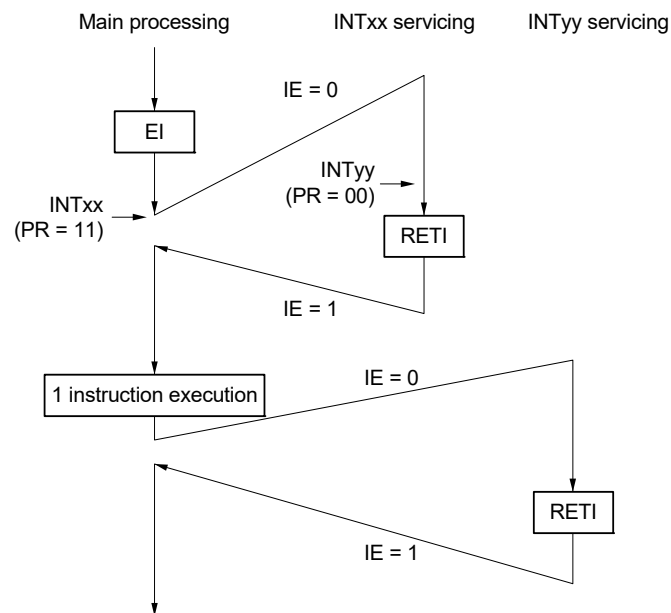 Main processing
INTxx servicing
INTyy servicing
IE = 0
EI
INTyy
(PR = 00)
INTxx
(PR = 11)
RETI
IE = 1
IE = 0
1 instruction execution
RETI
IE = 1